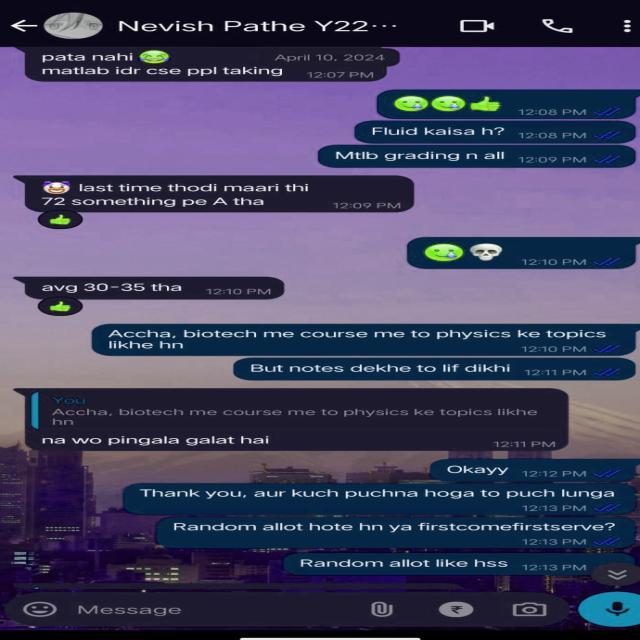 Nevish Pathe Y22...
pata nahi 😂
April 10, 2024
matlab idr cse ppl taking
12:07 PM
🥲🥲👍
12:08 PM
Fluid kaisa h?
12:08 PM
Mtlb grading n all
12:09 PM
🤡 last time thodi maari thi
72 something pe A tha
12:09 PM
👍
🥲💀
12:10 PM
avg 30-35 tha
12:10 PM
👍
Accha, biotech me course me to physics ke topics
likhe hn
12:10 PM
But notes dekhe to lif dikhi
12:11 PM
You
Accha, biotech me course me to physics ke topics likhe
hn
na wo pingala galat hai
12:11 PM
Okayy
12:12 PM
Thank you, aur kuch puchna hoga to puch lunga
12:13 PM
Random allot hote hn ya firstcomefirstserve?
12:13 PM
Random allot like hss
12:13 PM
Message
₹